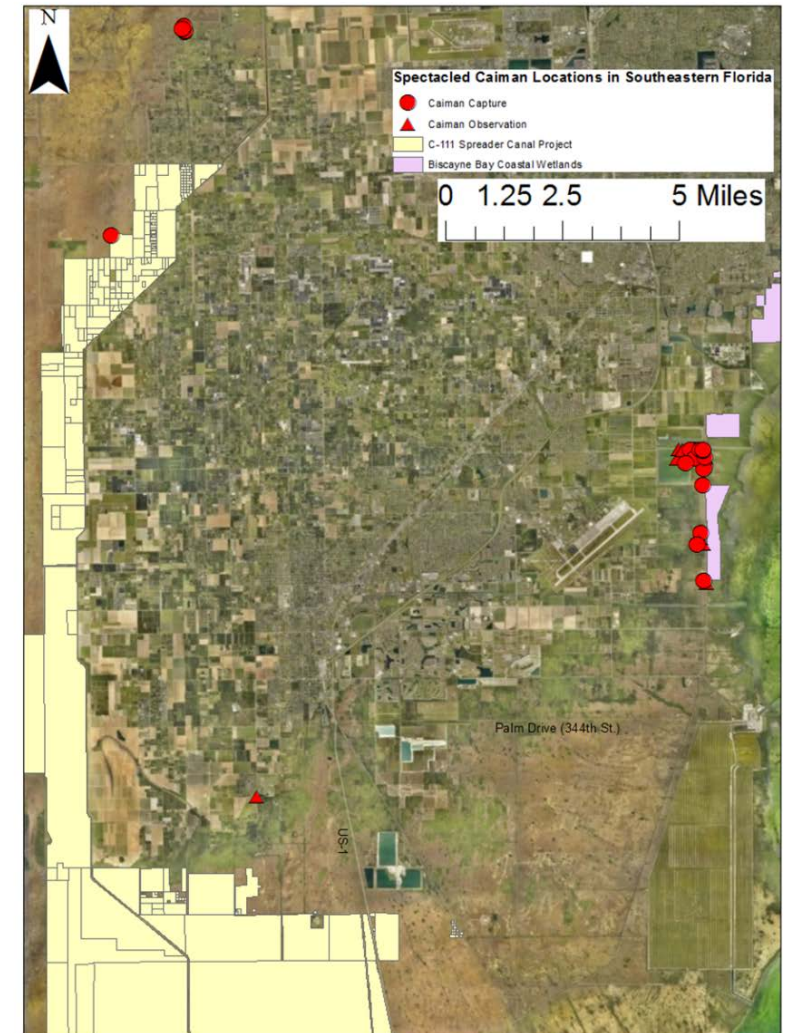 N
Spectacled Caiman Locations in Southeastern Florida
Caiman Capture
Caiman Observation
C-111 Spreader Canal Project
Biscayne Bay Coastal Wetlands
0 1.25 2.5 5 Miles
Palm Drive (344th St.)
US-1